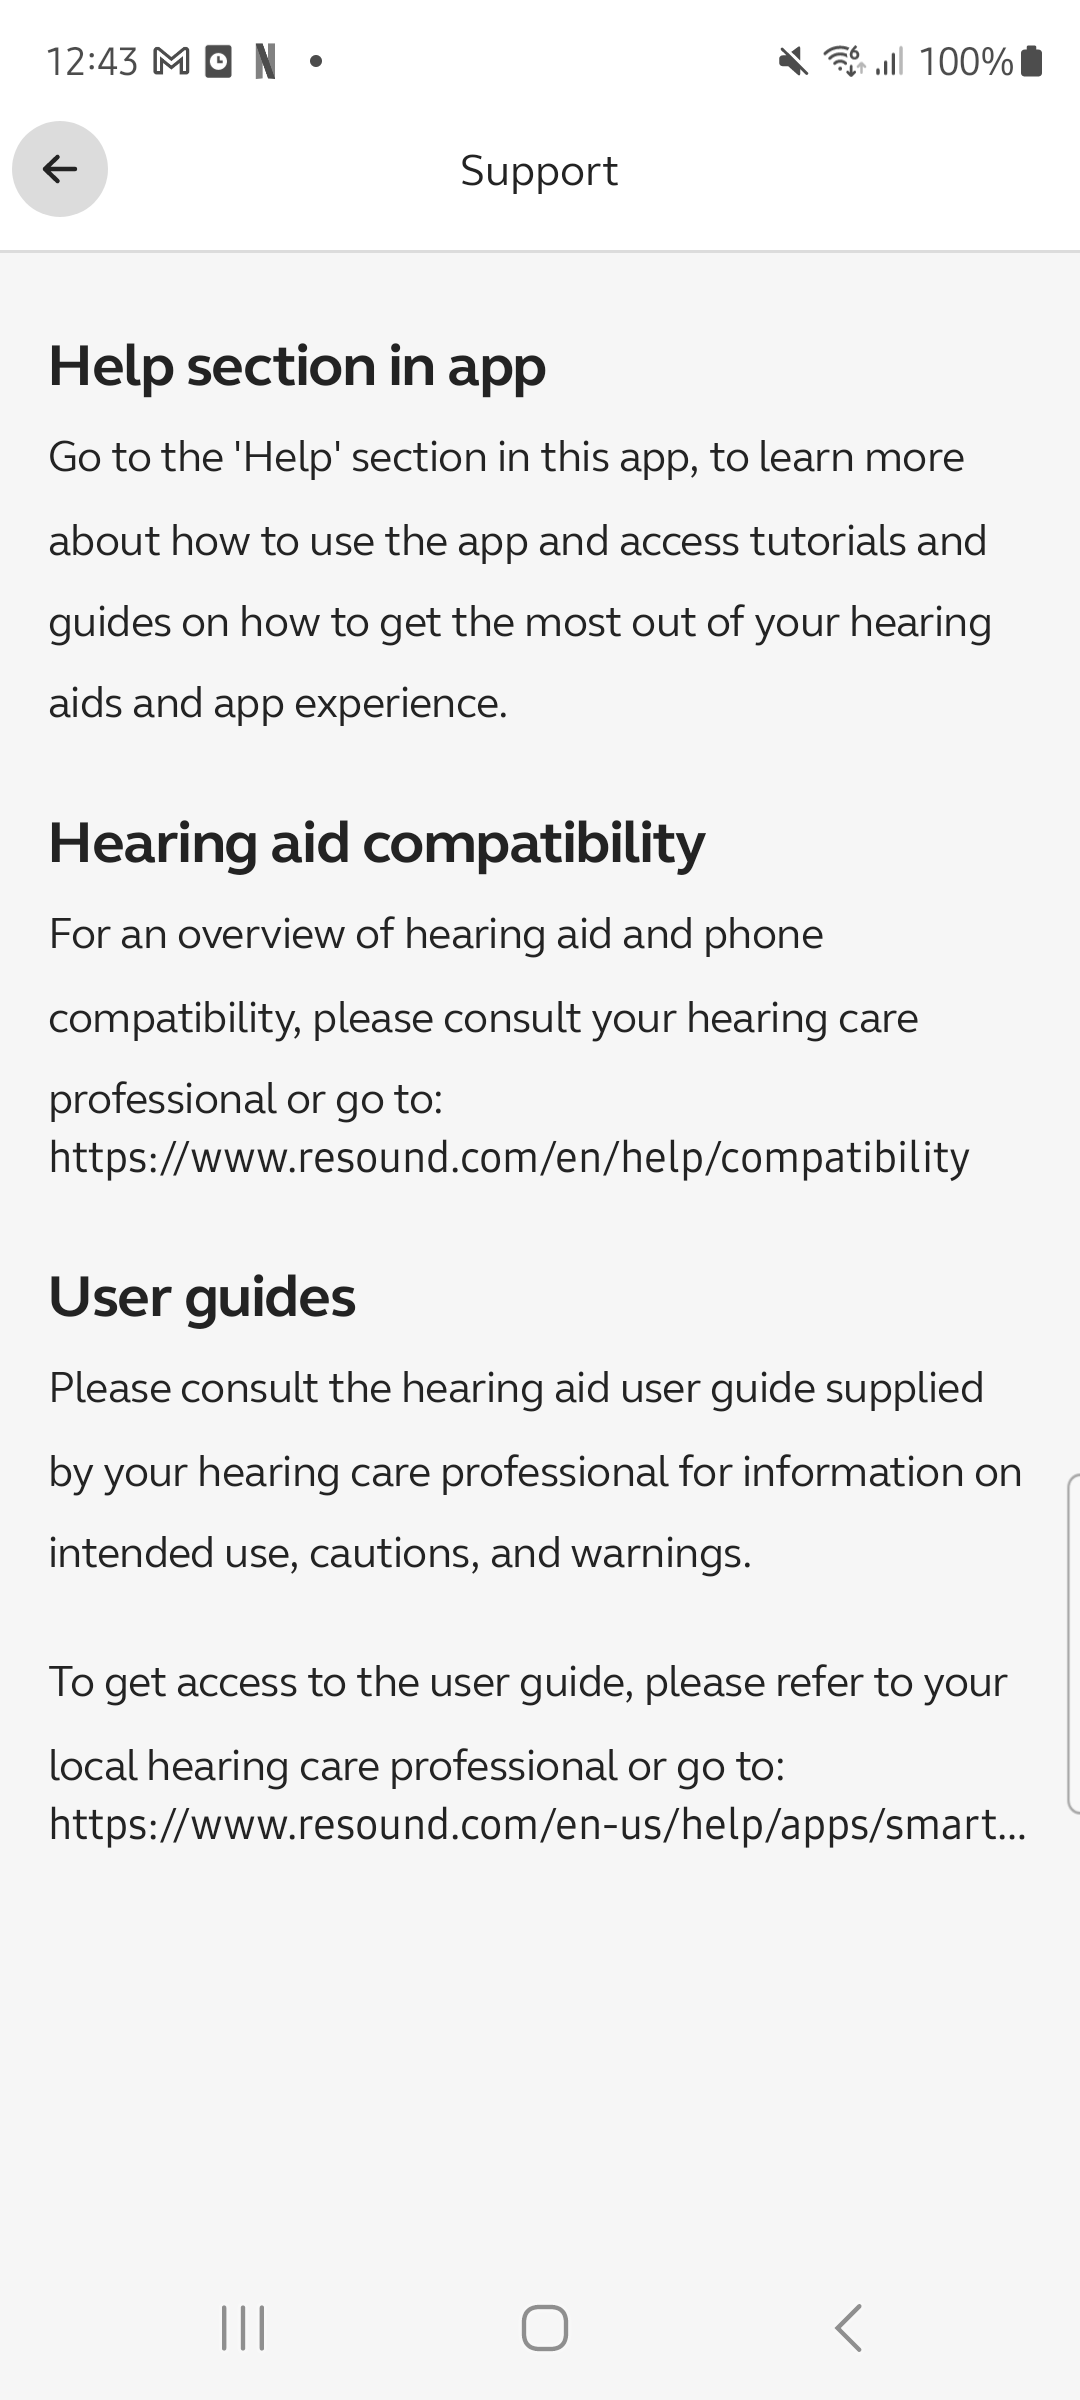 12:43
100%
Support
Help section in app
Go to the 'Help' section in this app, to learn more
about how to use the app and access tutorials and
guides on how to get the most out of your hearing
aids and app experience.
Hearing aid compatibility
For an overview of hearing aid and phone
compatibility, please consult your hearing care
professional or go to:
https://www.resound.com/en/help/compatibility
User guides
Please consult the hearing aid user guide supplied
by your hearing care professional for information on
intended use, cautions, and warnings.
To get access to the user guide, please refer to your
local hearing care professional or go to:
https://www.resound.com/en-us/help/apps/smart...